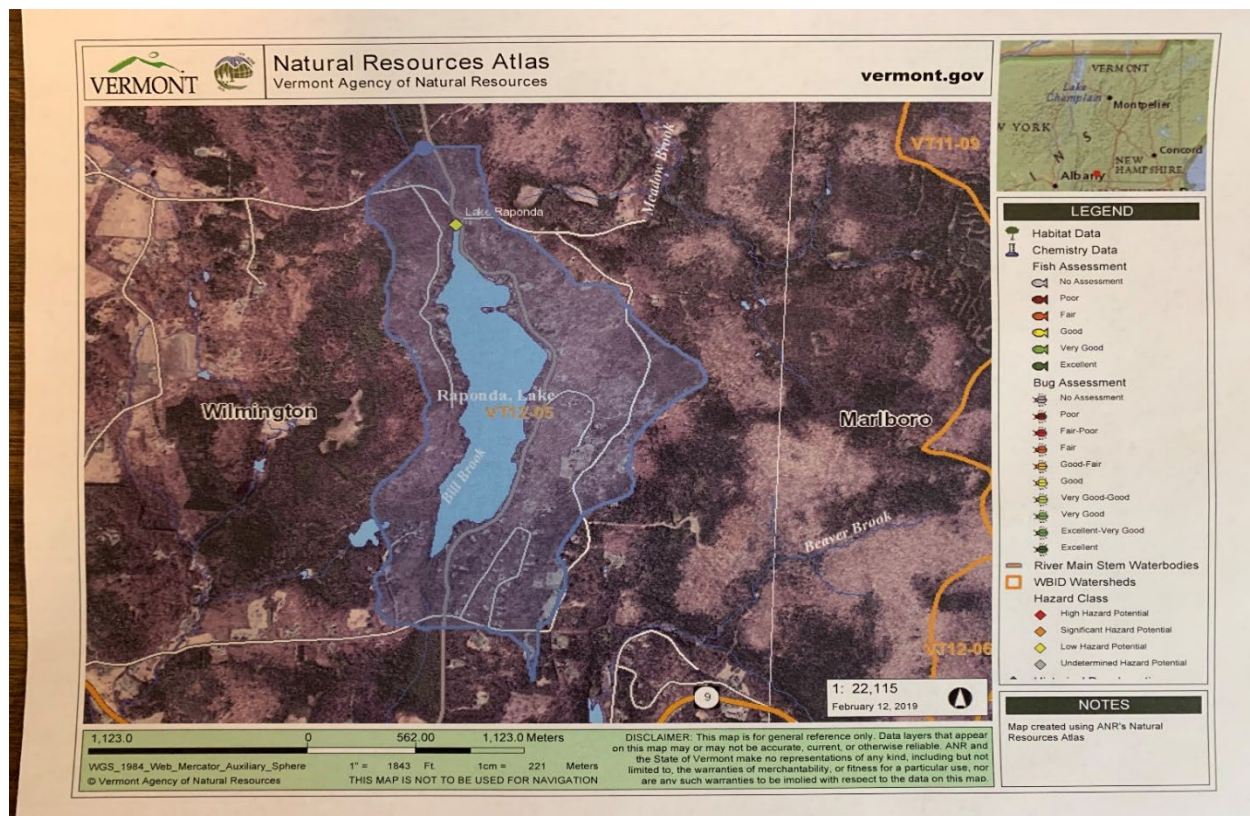 VERMONT
Natural Resources Atlas
Vermont Agency of Natural Resources
vermont.gov
VERMONT
Lake
Champlain
Montpelier
W YORK
NEW
HAMPSHIRE
Concord
Albany
VT11-09
Meadow Brook
Lake Raponda
Raponda, Lake
VT12-05
Wilmington
Marlboro
Bill Brook
Beaver Brook
VT12-06
9
1: 22,115
February 12, 2019
LEGEND
Habitat Data
Chemistry Data
Fish Assessment
No Assessment
Poor
Fair
Good
Very Good
Excellent
Bug Assessment
No Assessment
Poor
Fair-Poor
Fair
Good-Fair
Good
Very Good-Good
Very Good
Excellent-Very Good
Excellent
River Main Stem Waterbodies
WBID Watersheds
Hazard Class
High Hazard Potential
Significant Hazard Potential
Low Hazard Potential
Undetermined Hazard Potential
NOTES
Map created using ANR's Natural
Resources Atlas
1,123.0 0 562.00 1,123.0 Meters
WGS_1984_Web_Mercator_Auxiliary_Sphere
1" = 1843 Ft. 1cm = 221 Meters
© Vermont Agency of Natural Resources
THIS MAP IS NOT TO BE USED FOR NAVIGATION
DISCLAIMER: This map is for general reference only. Data layers that appear
on this map may or may not be accurate, current, or otherwise reliable. ANR and
the State of Vermont make no representations of any kind, including but not
limited to, the warranties of merchantability, or fitness for a particular use, nor
are any such warranties to be implied with respect to the data on this map.